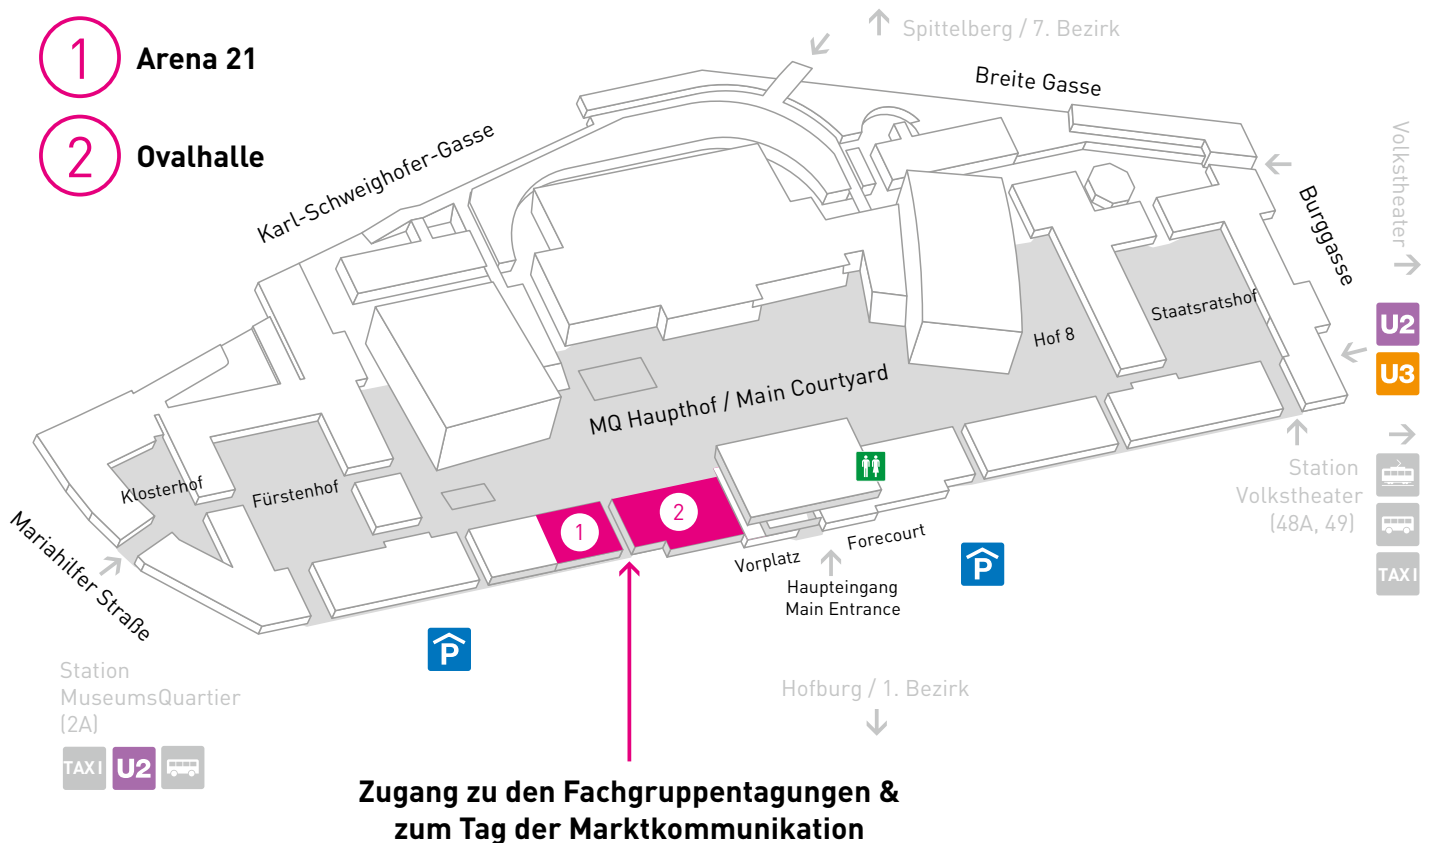 1 Arena 21
2 Ovalhalle
Spittelberg / 7. Bezirk
Breite Gasse
Karl-Schweighofer-Gasse
Volkstheater
Burggasse
U2
U3
Staatsratshof
Hof 8
MQ Haupthof / Main Courtyard
Klosterhof
Fürstenhof
1
2
Mariahilfer Straße
Vorplatz
Forecourt
Haupteingang
Main Entrance
P
P
Station
Volkstheater
(48A, 49)
TAXI
Station
MuseumsQuartier
(2A)
TAXI U2
Hofburg / 1. Bezirk
Zugang zu den Fachgruppentagungen &
zum Tag der Marktkommunikation